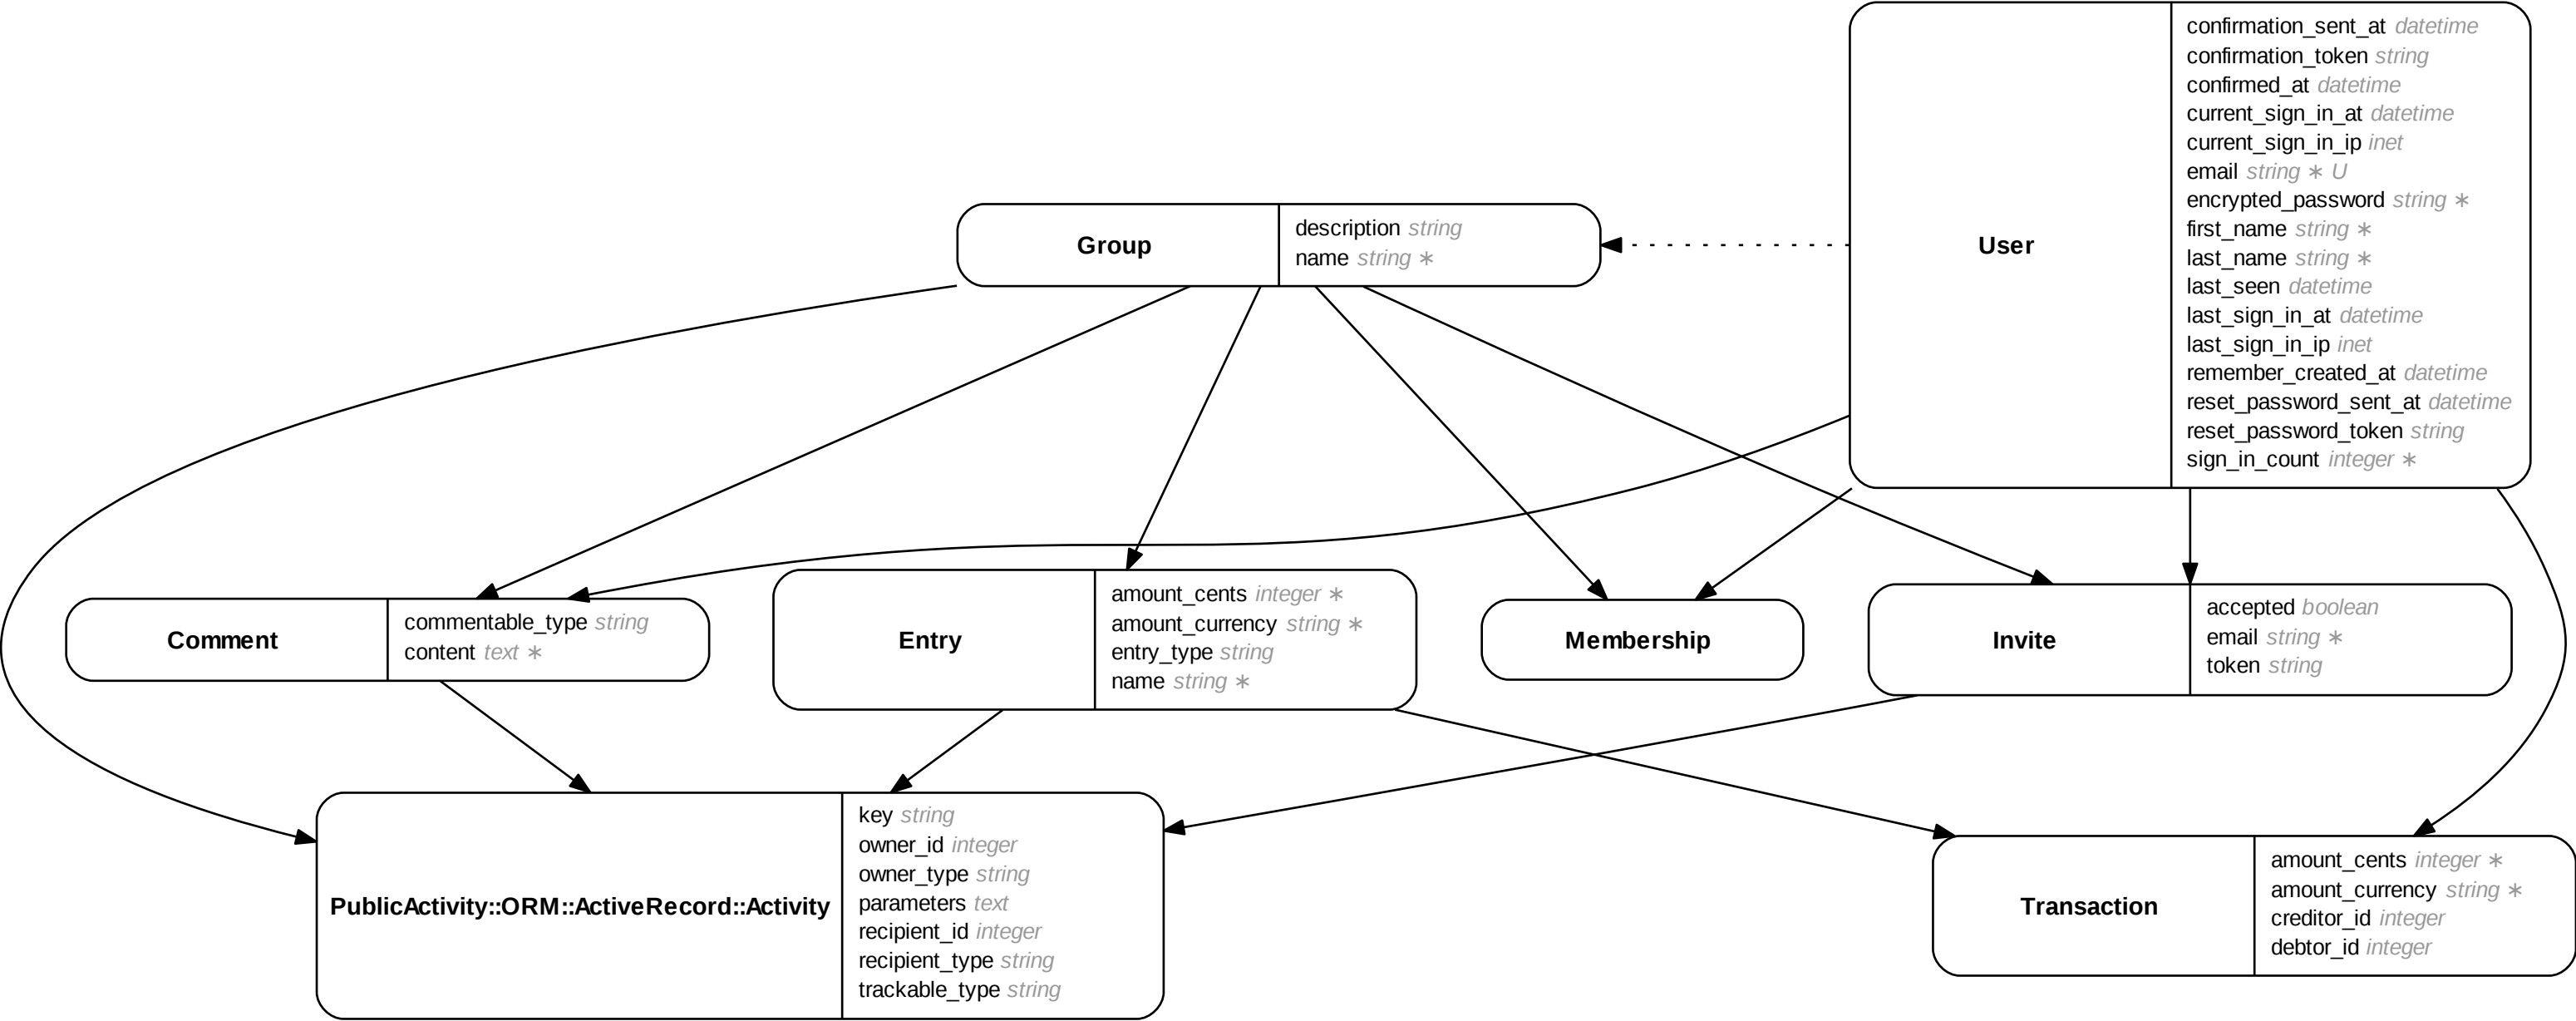 User
confirmation_sent_at datetime
confirmation_token string
confirmed_at datetime
current_sign_in_at datetime
current_sign_in_ip inet
email string ∗ U
encrypted_password string ∗
first_name string ∗
last_name string ∗
last_seen datetime
last_sign_in_at datetime
last_sign_in_ip inet
remember_created_at datetime
reset_password_sent_at datetime
reset_password_token string
sign_in_count integer ∗
Group
description string
name string ∗
Comment
commentable_type string
content text ∗
Entry
amount_cents integer ∗
amount_currency string ∗
entry_type string
name string ∗
Membership
Invite
accepted boolean
email string ∗
token string
PublicActivity::ORM::ActiveRecord::Activity
key string
owner_id integer
owner_type string
parameters text
recipient_id integer
recipient_type string
trackable_type string
Transaction
amount_cents integer ∗
amount_currency string ∗
creditor_id integer
debtor_id integer